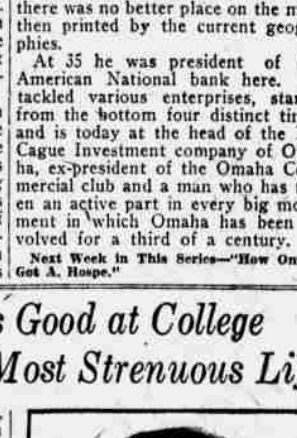 there was no better place on the m
then printed by the current geog
phies.
At 35 he was president of
American National bank here.
tackled various enterprises, star
from the bottom four distinct tim
and is today at the head of the
Cague Investment company of O
ha, ex-president of the Omaha Co
mercial club and a man who has
en an active part in every big mo
ment in which Omaha has been
volved for a third of a century.
Next Week in This Series—"How On
Got A. Hospe."
s Good at College
Most Strenuous Li